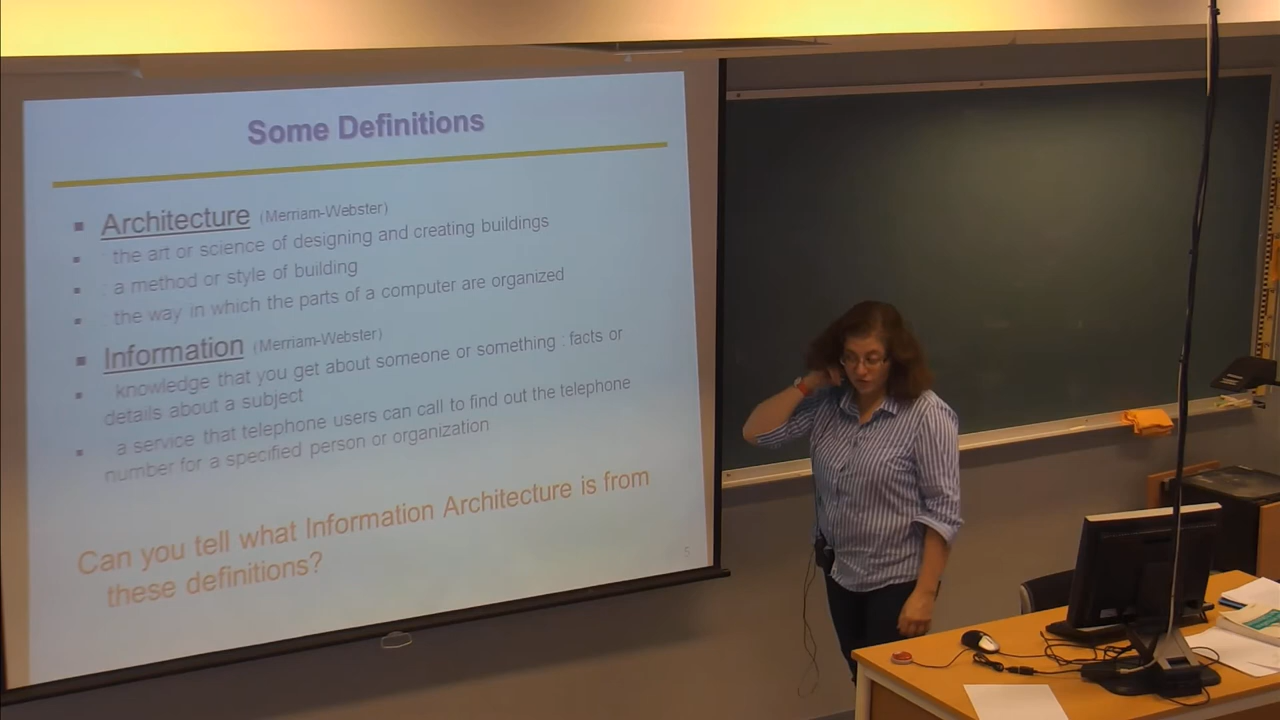 Some Definitions
Architecture (Merriam-Webster)
: the art or science of designing and creating buildings
: a method or style of building
: the way in which the parts of a computer are organized
Information (Merriam-Webster)
knowledge that you get about someone or something : facts or
details about a subject
a service that telephone users can call to find out the telephone
number for a specified person or organization
Can you tell what Information Architecture is from
these definitions?
5